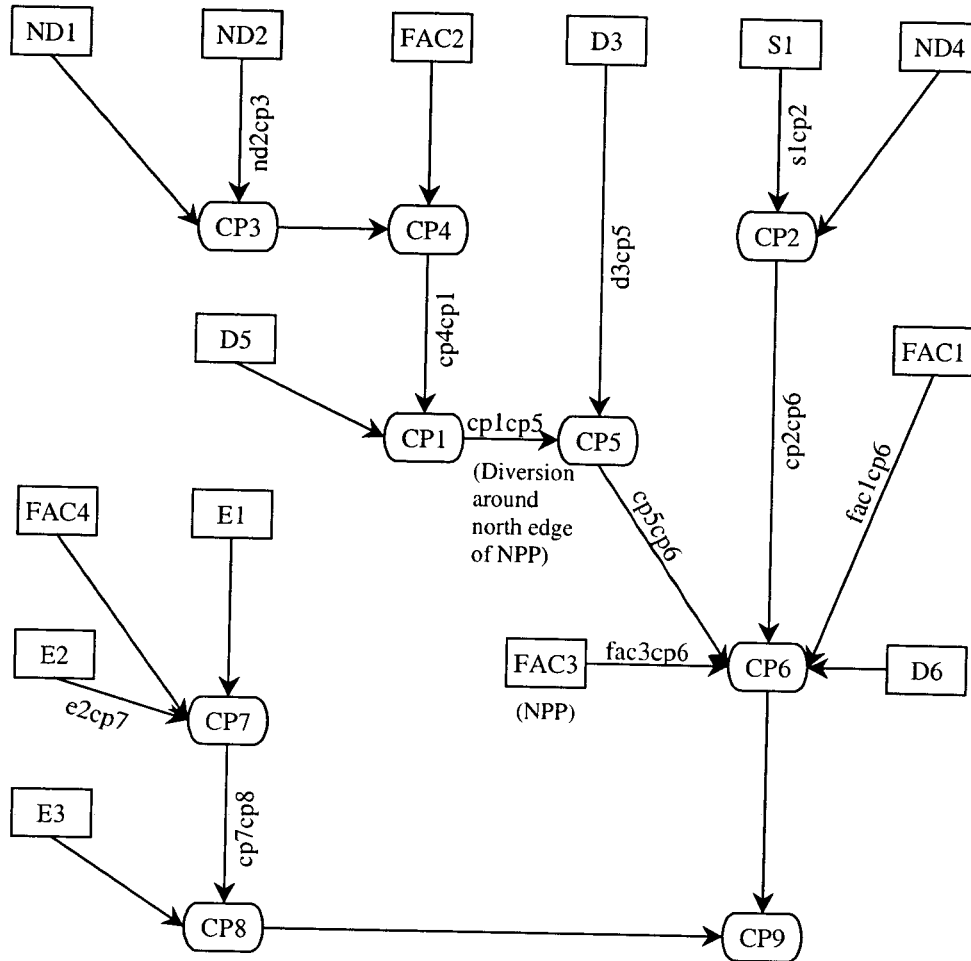 ND1
ND2
FAC2
D3
S1
ND4
nd2cp3
s1cp2
CP3
CP4
CP2
d3cp5
cp4cp1
D5
FAC1
CP1
cp1cp5
CP5
cp2cp6
fac1cp6
(Diversion
around
north edge
of NPP)
cp5cp6
FAC4
E1
E2
e2cp7
CP7
FAC3
(NPP)
fac3cp6
CP6
D6
E3
cp7cp8
CP8
CP9